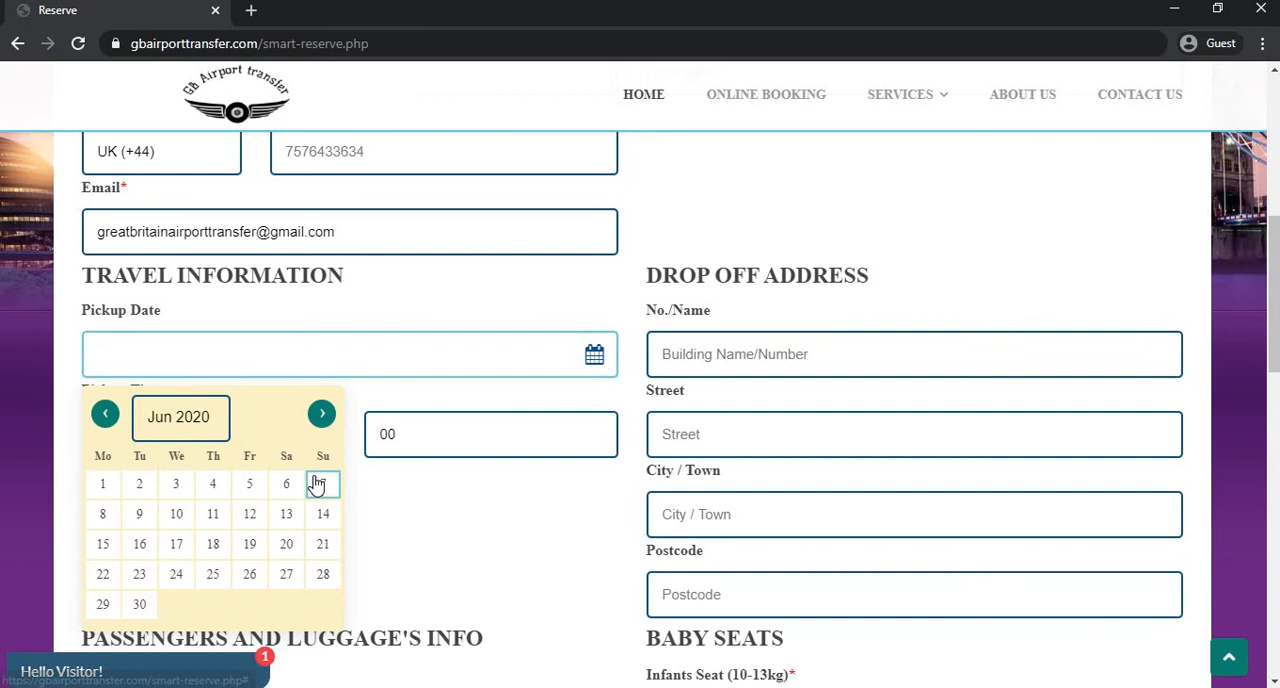 Reserve
gbairporttransfer.com/smart-reserve.php
Guest
Gb Airport transfer
HOME
ONLINE BOOKING
SERVICES
ABOUT US
CONTACT US
UK (+44)
7576433634
Email*
greatbritainairporttransfer@gmail.com
TRAVEL INFORMATION
Pickup Date
Jun 2020
Mo Tu We Th Fr Sa Su
1 2 3 4 5 6
8 9 10 11 12 13 14
15 16 17 18 19 20 21
22 23 24 25 26 27 28
29 30
00
DROP OFF ADDRESS
No./Name
Building Name/Number
Street
Street
City / Town
City / Town
Postcode
Postcode
PASSENGERS AND LUGGAGE'S INFO
BABY SEATS
Infants Seat (10-13kg)*
Hello Visitor!
1
https://gbairporttransfer.com/smart-reserve.php#